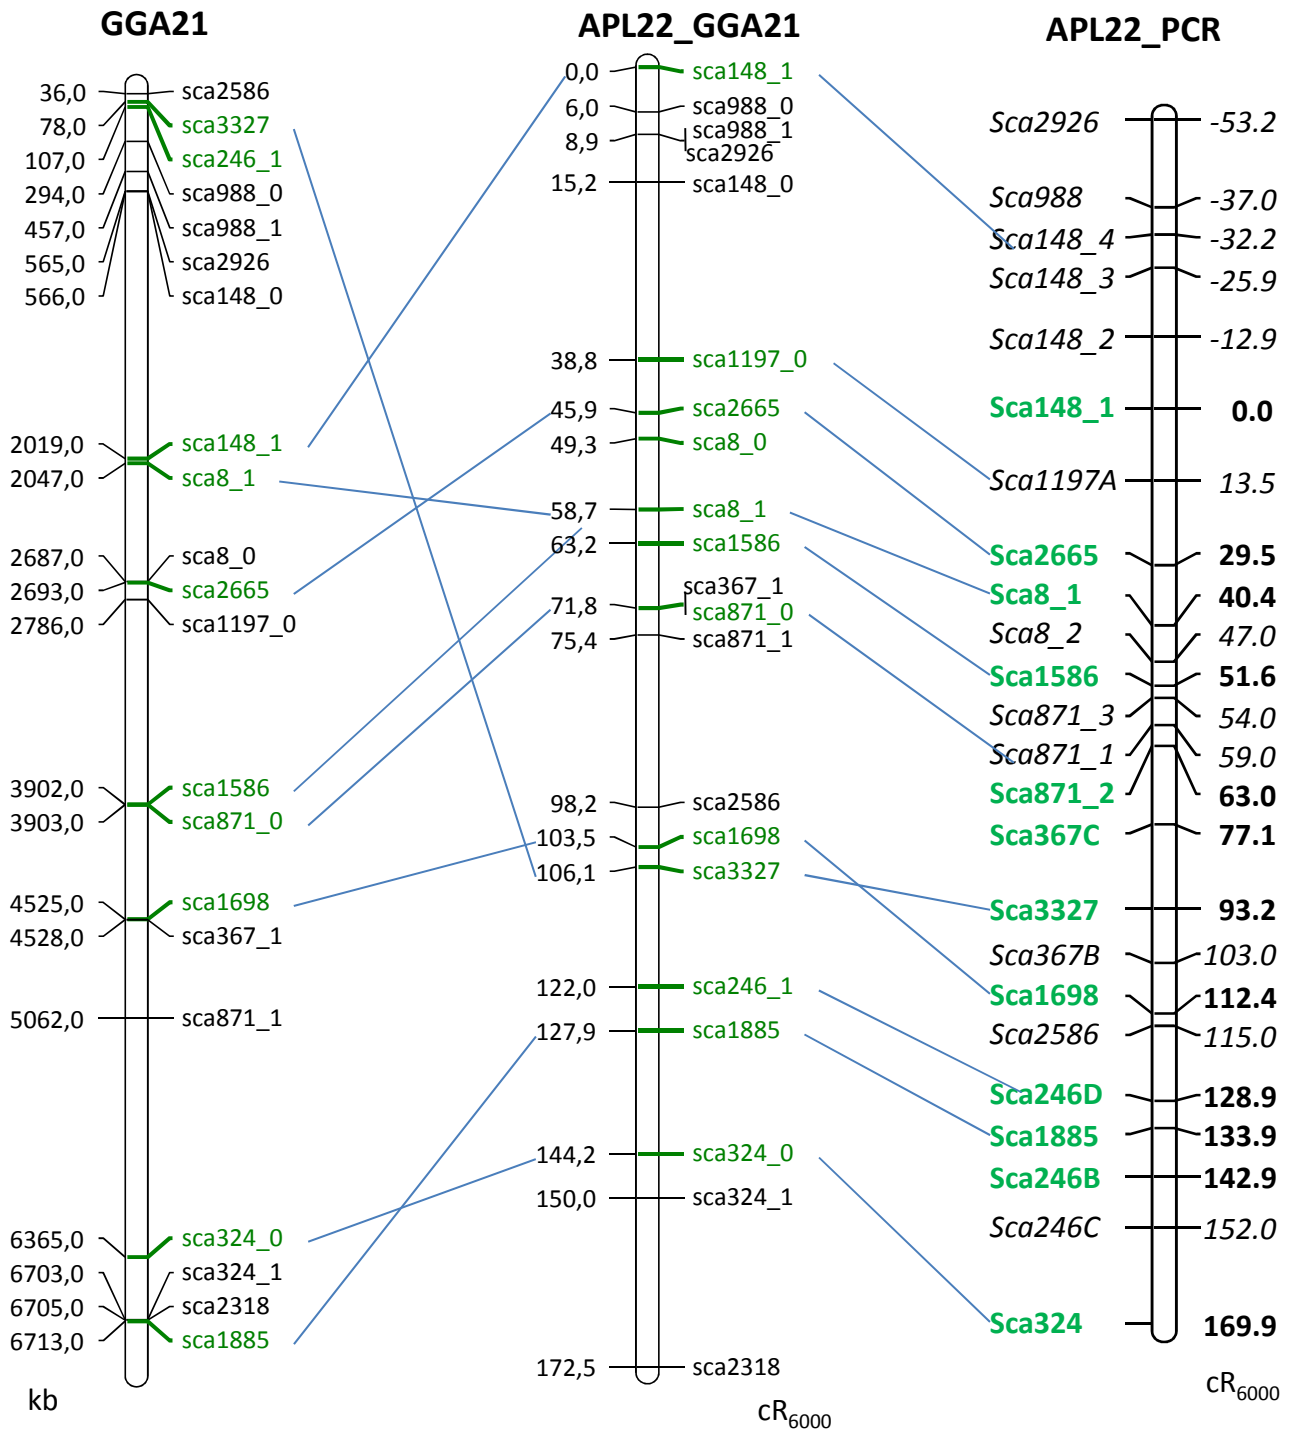 GGA21
36,0 sca2586
78,0 sca3327
107,0 sca246_1
294,0 sca988_0
457,0 sca988_1
565,0 sca2926
566,0 sca148_0
2019,0 sca148_1
2047,0 sca8_1
2687,0 sca8_0
2693,0 sca2665
2786,0 sca1197_0
3902,0 sca1586
3903,0 sca871_0
4525,0 sca1698
4528,0 sca367_1
5062,0 sca871_1
6365,0 sca324_0
6703,0 sca324_1
6705,0 sca2318
6713,0 sca1885
kb
APL22_GGA21
0,0 sca148_1
6,0 sca988_0
8,9 sca988_1
sca2926
15,2 sca148_0
38,8 sca1197_0
45,9 sca2665
49,3 sca8_0
58,7 sca8_1
63,2 sca1586
sca367_1
71,8 sca871_0
75,4 sca871_1
98,2 sca2586
103,5 sca1698
106,1 sca3327
122,0 sca246_1
127,9 sca1885
144,2 sca324_0
150,0 sca324_1
172,5 sca2318
cR6000
APL22_PCR
Sca2926 -53.2
Sca988 -37.0
Sca148_4 -32.2
Sca148_3 -25.9
Sca148_2 -12.9
Sca148_1 0.0
Sca1197A 13.5
Sca2665 29.5
Sca8_1 40.4
Sca8_2 47.0
Sca1586 51.6
Sca871_3 54.0
Sca871_1 59.0
Sca871_2 63.0
Sca367C 77.1
Sca3327 93.2
Sca367B 103.0
Sca1698 112.4
Sca2586 115.0
Sca246D 128.9
Sca1885 133.9
Sca246B 142.9
Sca246C 152.0
Sca324 169.9
cR6000